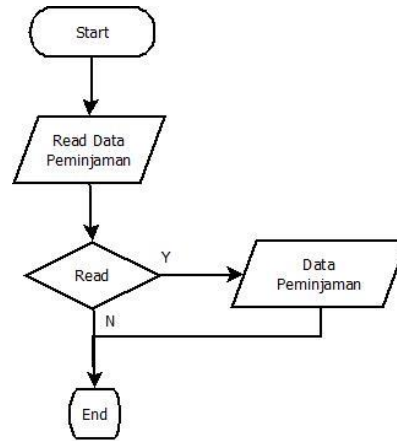 Start
Read Data
Peminjaman
Read
Y
Data
Peminjaman
N
End